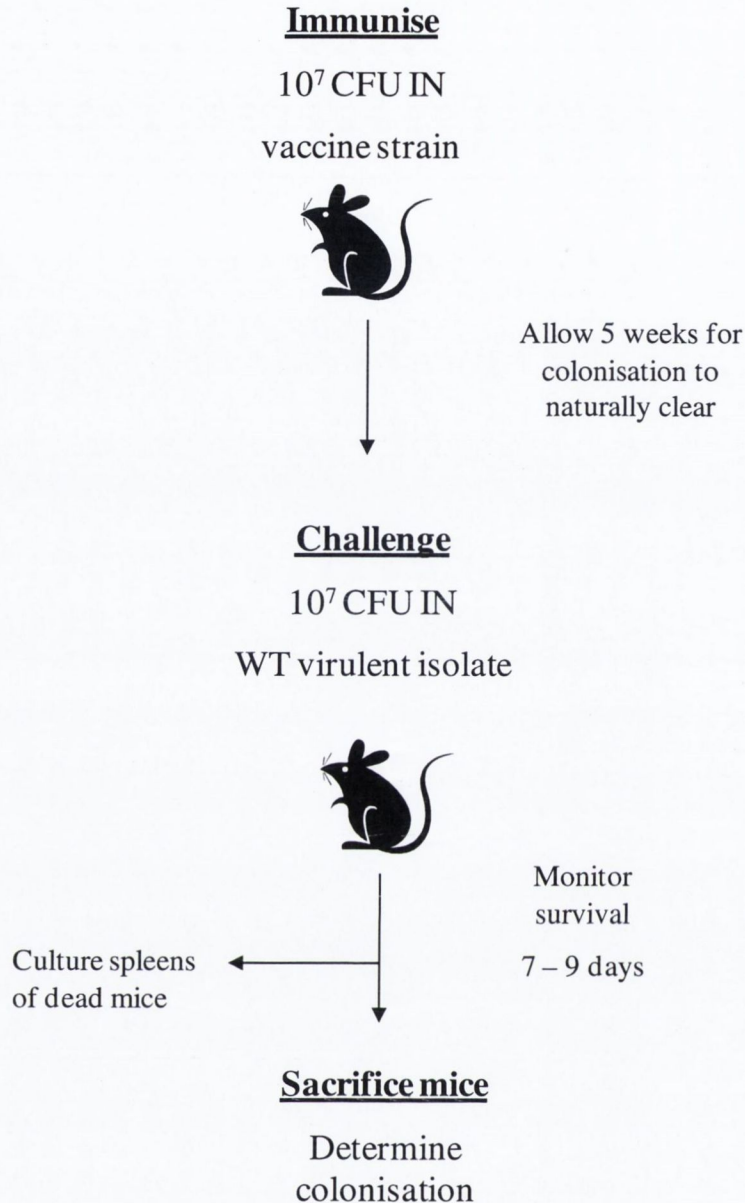 Immunise
10⁷ CFU IN
vaccine strain
Allow 5 weeks for
colonisation to
naturally clear
Challenge
10⁷ CFU IN
WT virulent isolate
Monitor
survival
7 – 9 days
Culture spleens
of dead mice
Sacrifice mice
Determine
colonisation